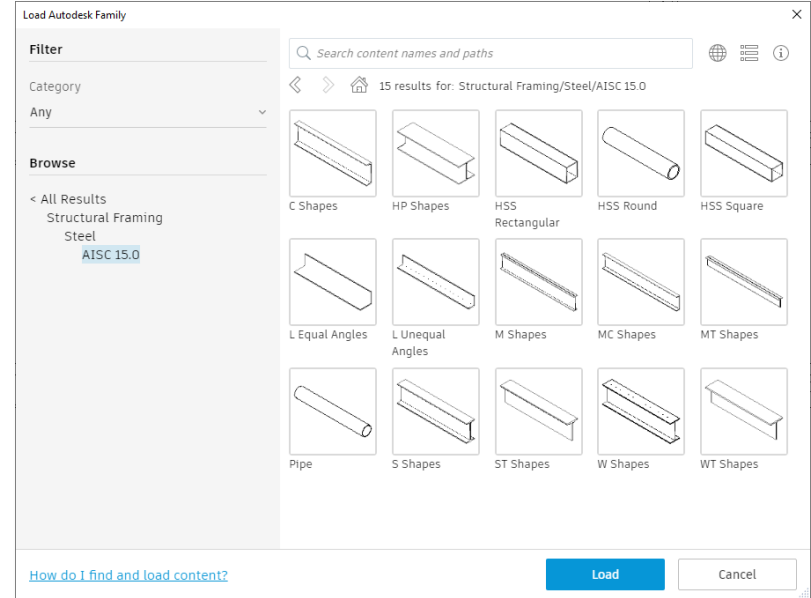 Load Autodesk Family
Filter
Category
Any
Browse
< All Results
Structural Framing
Steel
AISC 15.0
Search content names and paths
15 results for: Structural Framing/Steel/AISC 15.0
C Shapes
HP Shapes
HSS
Rectangular
HSS Round
HSS Square
L Equal Angles
L Unequal
Angles
M Shapes
MC Shapes
MT Shapes
Pipe
S Shapes
ST Shapes
W Shapes
WT Shapes
How do I find and load content?
Load
Cancel